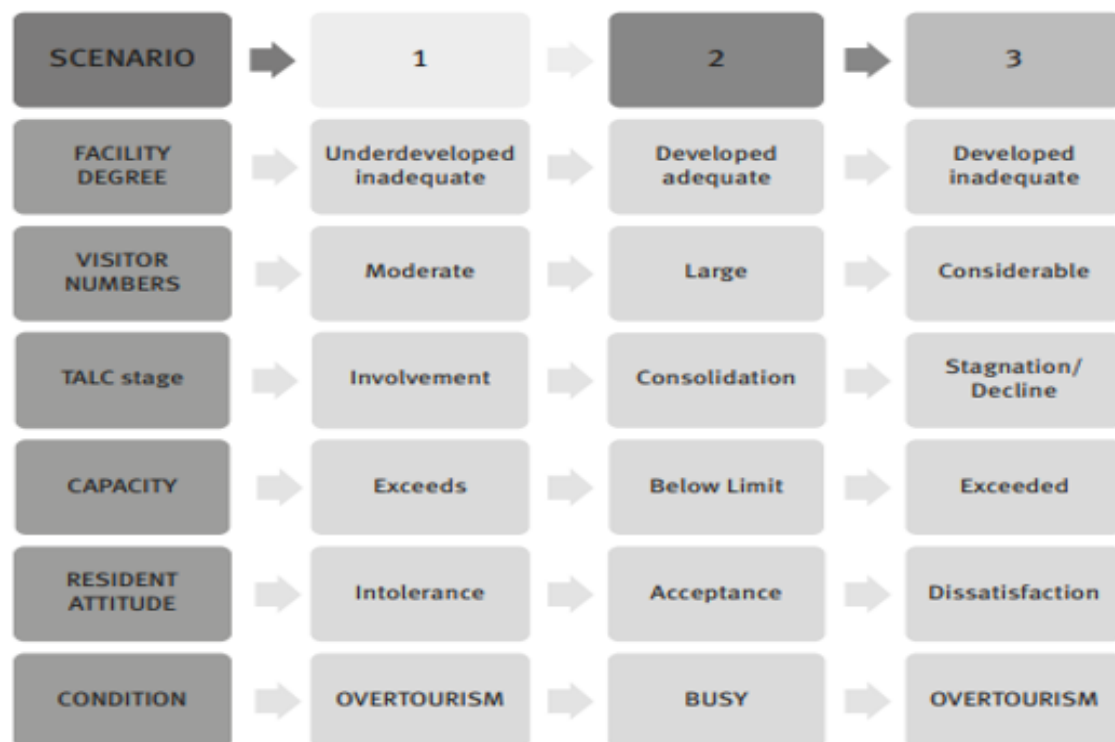 SCENARIO
1
2
3
FACILITY
DEGREE
Underdeveloped
inadequate
Developed
adequate
Developed
inadequate
VISITOR
NUMBERS
Moderate
Large
Considerable
TALC stage
Involvement
Consolidation
Stagnation/
Decline
CAPACITY
Exceeds
Below Limit
Exceeded
RESIDENT
ATTITUDE
Intolerance
Acceptance
Dissatisfaction
CONDITION
OVERTOURISM
BUSY
OVERTOURISM